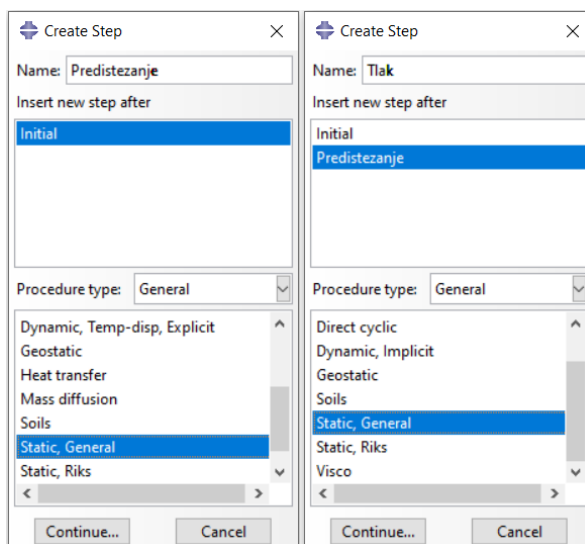 Create Step
Name: Predistezanje
Insert new step after
Initial
Procedure type: General
Dynamic, Temp-disp, Explicit
Geostatic
Heat transfer
Mass diffusion
Soils
Static, General
Static, Riks
Continue... Cancel
Create Step
Name: Tlak
Insert new step after
Initial
Predistezanje
Procedure type: General
Direct cyclic
Dynamic, Implicit
Geostatic
Soils
Static, General
Static, Riks
Visco
Continue... Cancel